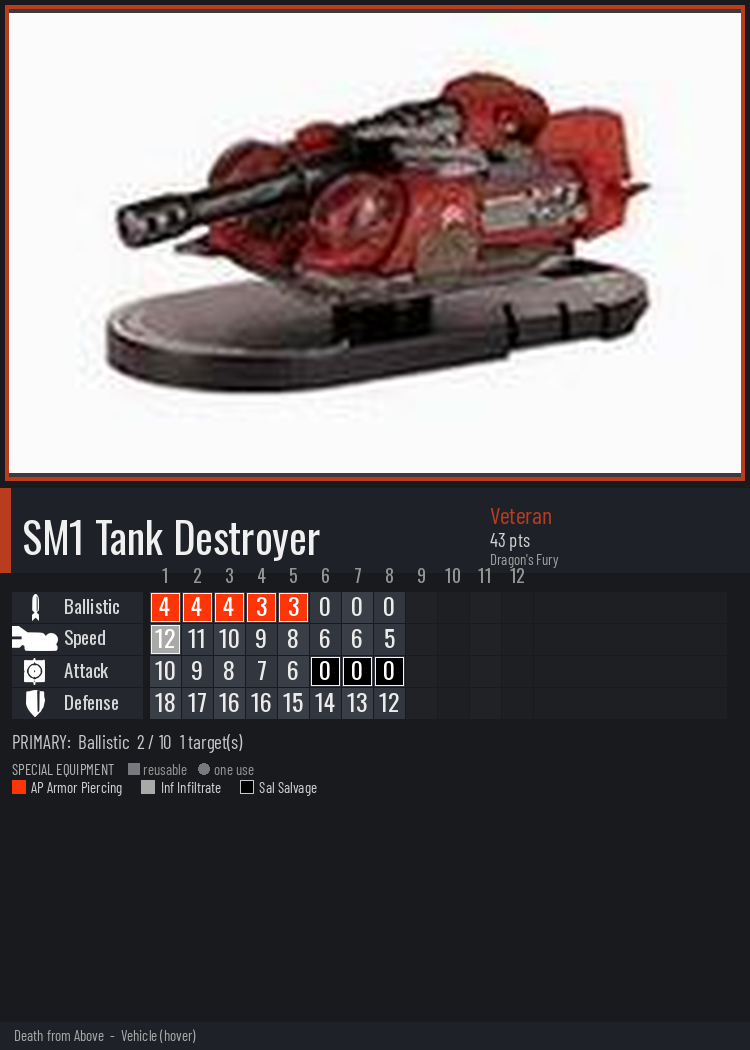 SM1 Tank Destroyer
Veteran
43 pts
Dragon's Fury
1 2 3 4 5 6 7 8 9 10 11 12
Ballistic 4 4 4 3 3 0 0 0
Speed 12 11 10 9 8 6 6 5
Attack 10 9 8 7 6 0 0 0
Defense 18 17 16 16 15 14 13 12
PRIMARY: Ballistic 2 / 10 1 target(s)
SPECIAL EQUIPMENT reusable one use
AP Armor Piercing Inf Infiltrate Sal Salvage
Death from Above - Vehicle (hover)